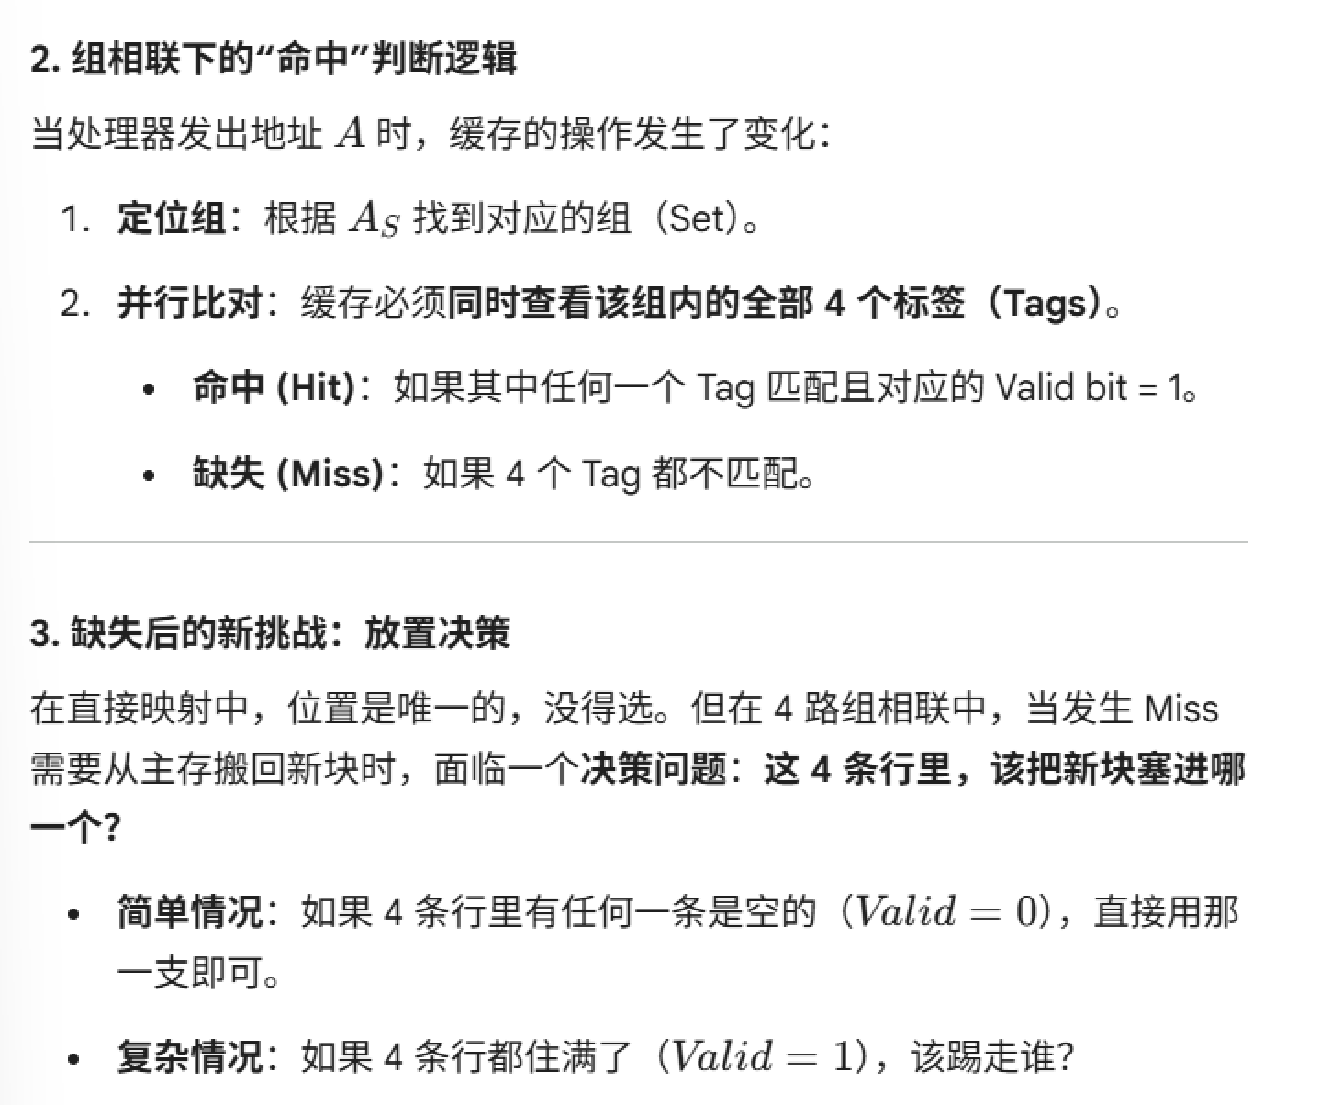 2. 组相联下的“命中”判断逻辑
当处理器发出地址 A 时，缓存的操作发生了变化：
1. 定位组：根据 A_S 找到对应的组（Set）。
2. 并行比对：缓存必须同时查看该组内的全部 4 个标签（Tags）。
• 命中 (Hit)：如果其中任何一个 Tag 匹配且对应的 Valid bit = 1。
• 缺失 (Miss)：如果 4 个 Tag 都不匹配。
3. 缺失后的新挑战：放置决策
在直接映射中，位置是唯一的，没得选。但在 4 路组相联中，当发生 Miss
需要从主存搬回新块时，面临一个决策问题：这 4 条行里，该把新块塞进哪
一个？
• 简单情况：如果 4 条行里有任何一条是空的（Valid = 0），直接用那
一支即可。
• 复杂情况：如果 4 条行都住满了（Valid = 1），该踢走谁？